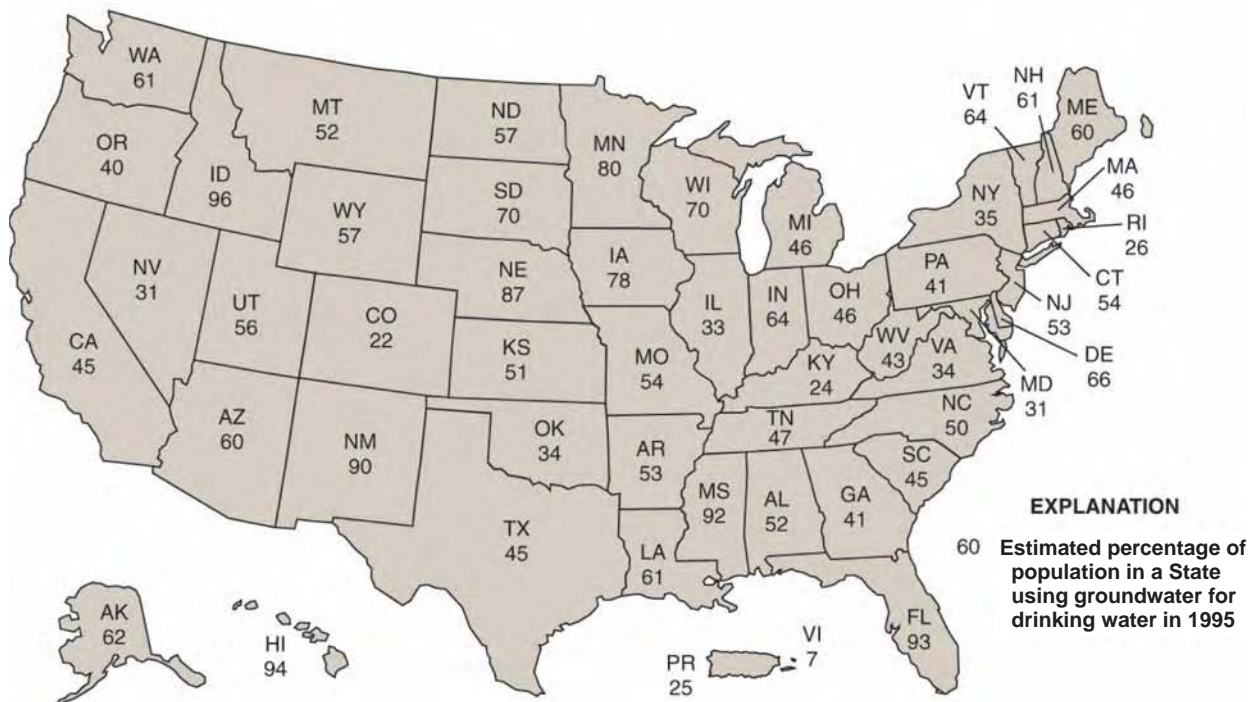 WA
61
MT
52
ND
57
MN
80
VT
64
NH
61
ME
60
OR
40
ID
96
WY
57
SD
70
WI
70
MI
46
NY
35
MA
46
RI
26
CT
54
NJ
53
DE
66
MD
31
NV
31
UT
56
CO
22
NE
87
IA
78
IL
33
IN
64
OH
46
PA
41
CA
45
KS
51
MO
54
KY
24
WV
43
VA
34
AZ
60
NM
90
OK
34
AR
53
TN
47
NC
50
SC
45
TX
45
LA
61
MS
92
AL
52
GA
41
FL
93
AK
62
HI
94
PR
25
VI
7
EXPLANATION
60 Estimated percentage of
population in a State
using groundwater for
drinking water in 1995